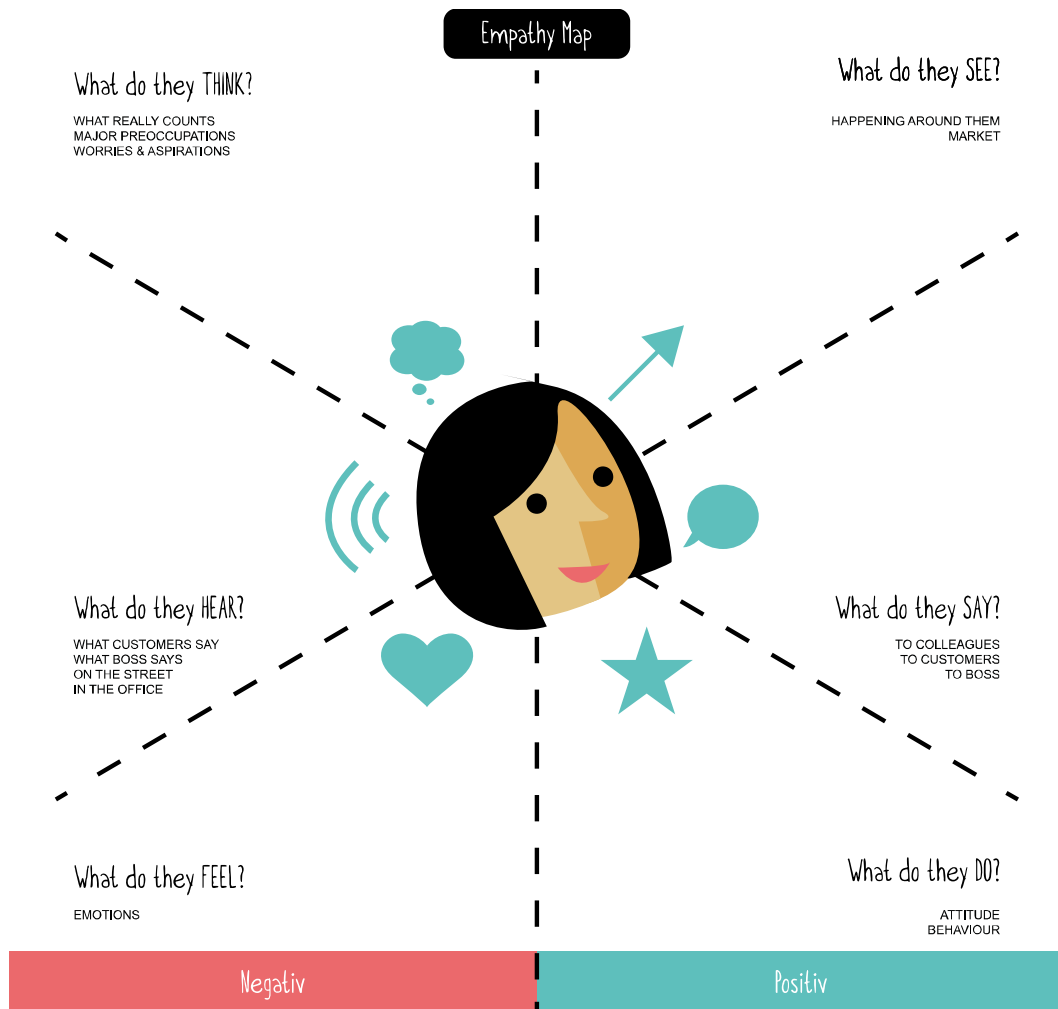 Empathy Map
What do they THINK?
WHAT REALLY COUNTS
MAJOR PREOCCUPATIONS
WORRIES & ASPIRATIONS
What do they SEE?
HAPPENING AROUND THEM
MARKET
What do they HEAR?
WHAT CUSTOMERS SAY
WHAT BOSS SAYS
ON THE STREET
IN THE OFFICE
What do they SAY?
TO COLLEAGUES
TO CUSTOMERS
TO BOSS
What do they FEEL?
EMOTIONS
What do they DO?
ATTITUDE
BEHAVIOUR
Negativ
Positiv